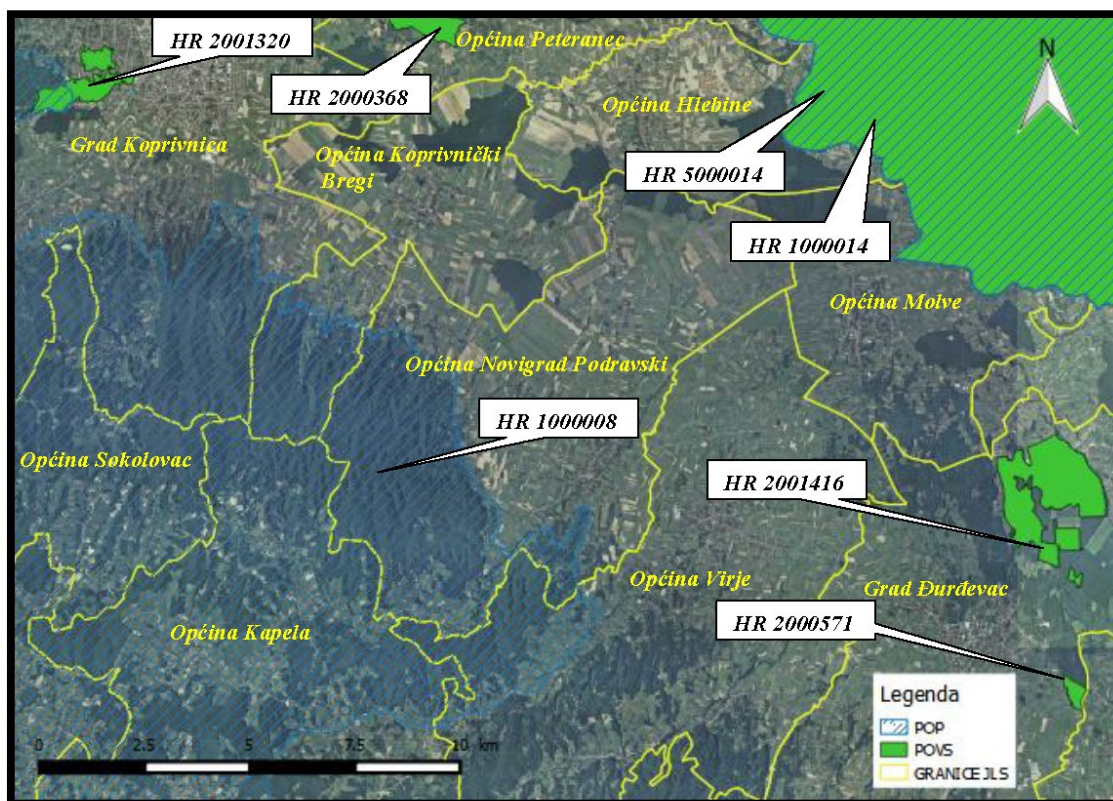 HR 2001320
Općina Peteranec
N
HR 2000368
Općina Hlebine
Grad Koprivnica
Općina Koprivnički
Bregi
HR 5000014
HR 1000014
Općina Molve
Općina Novigrad Podravski
HR 1000008
Općina Sokolovac
HR 2001416
Općina Virje
Grad Đurđevac
HR 2000571
Općina Kapela
Legenda
POP
POVS
GRANICE JLS
0 2.5 5 7.5 10 km